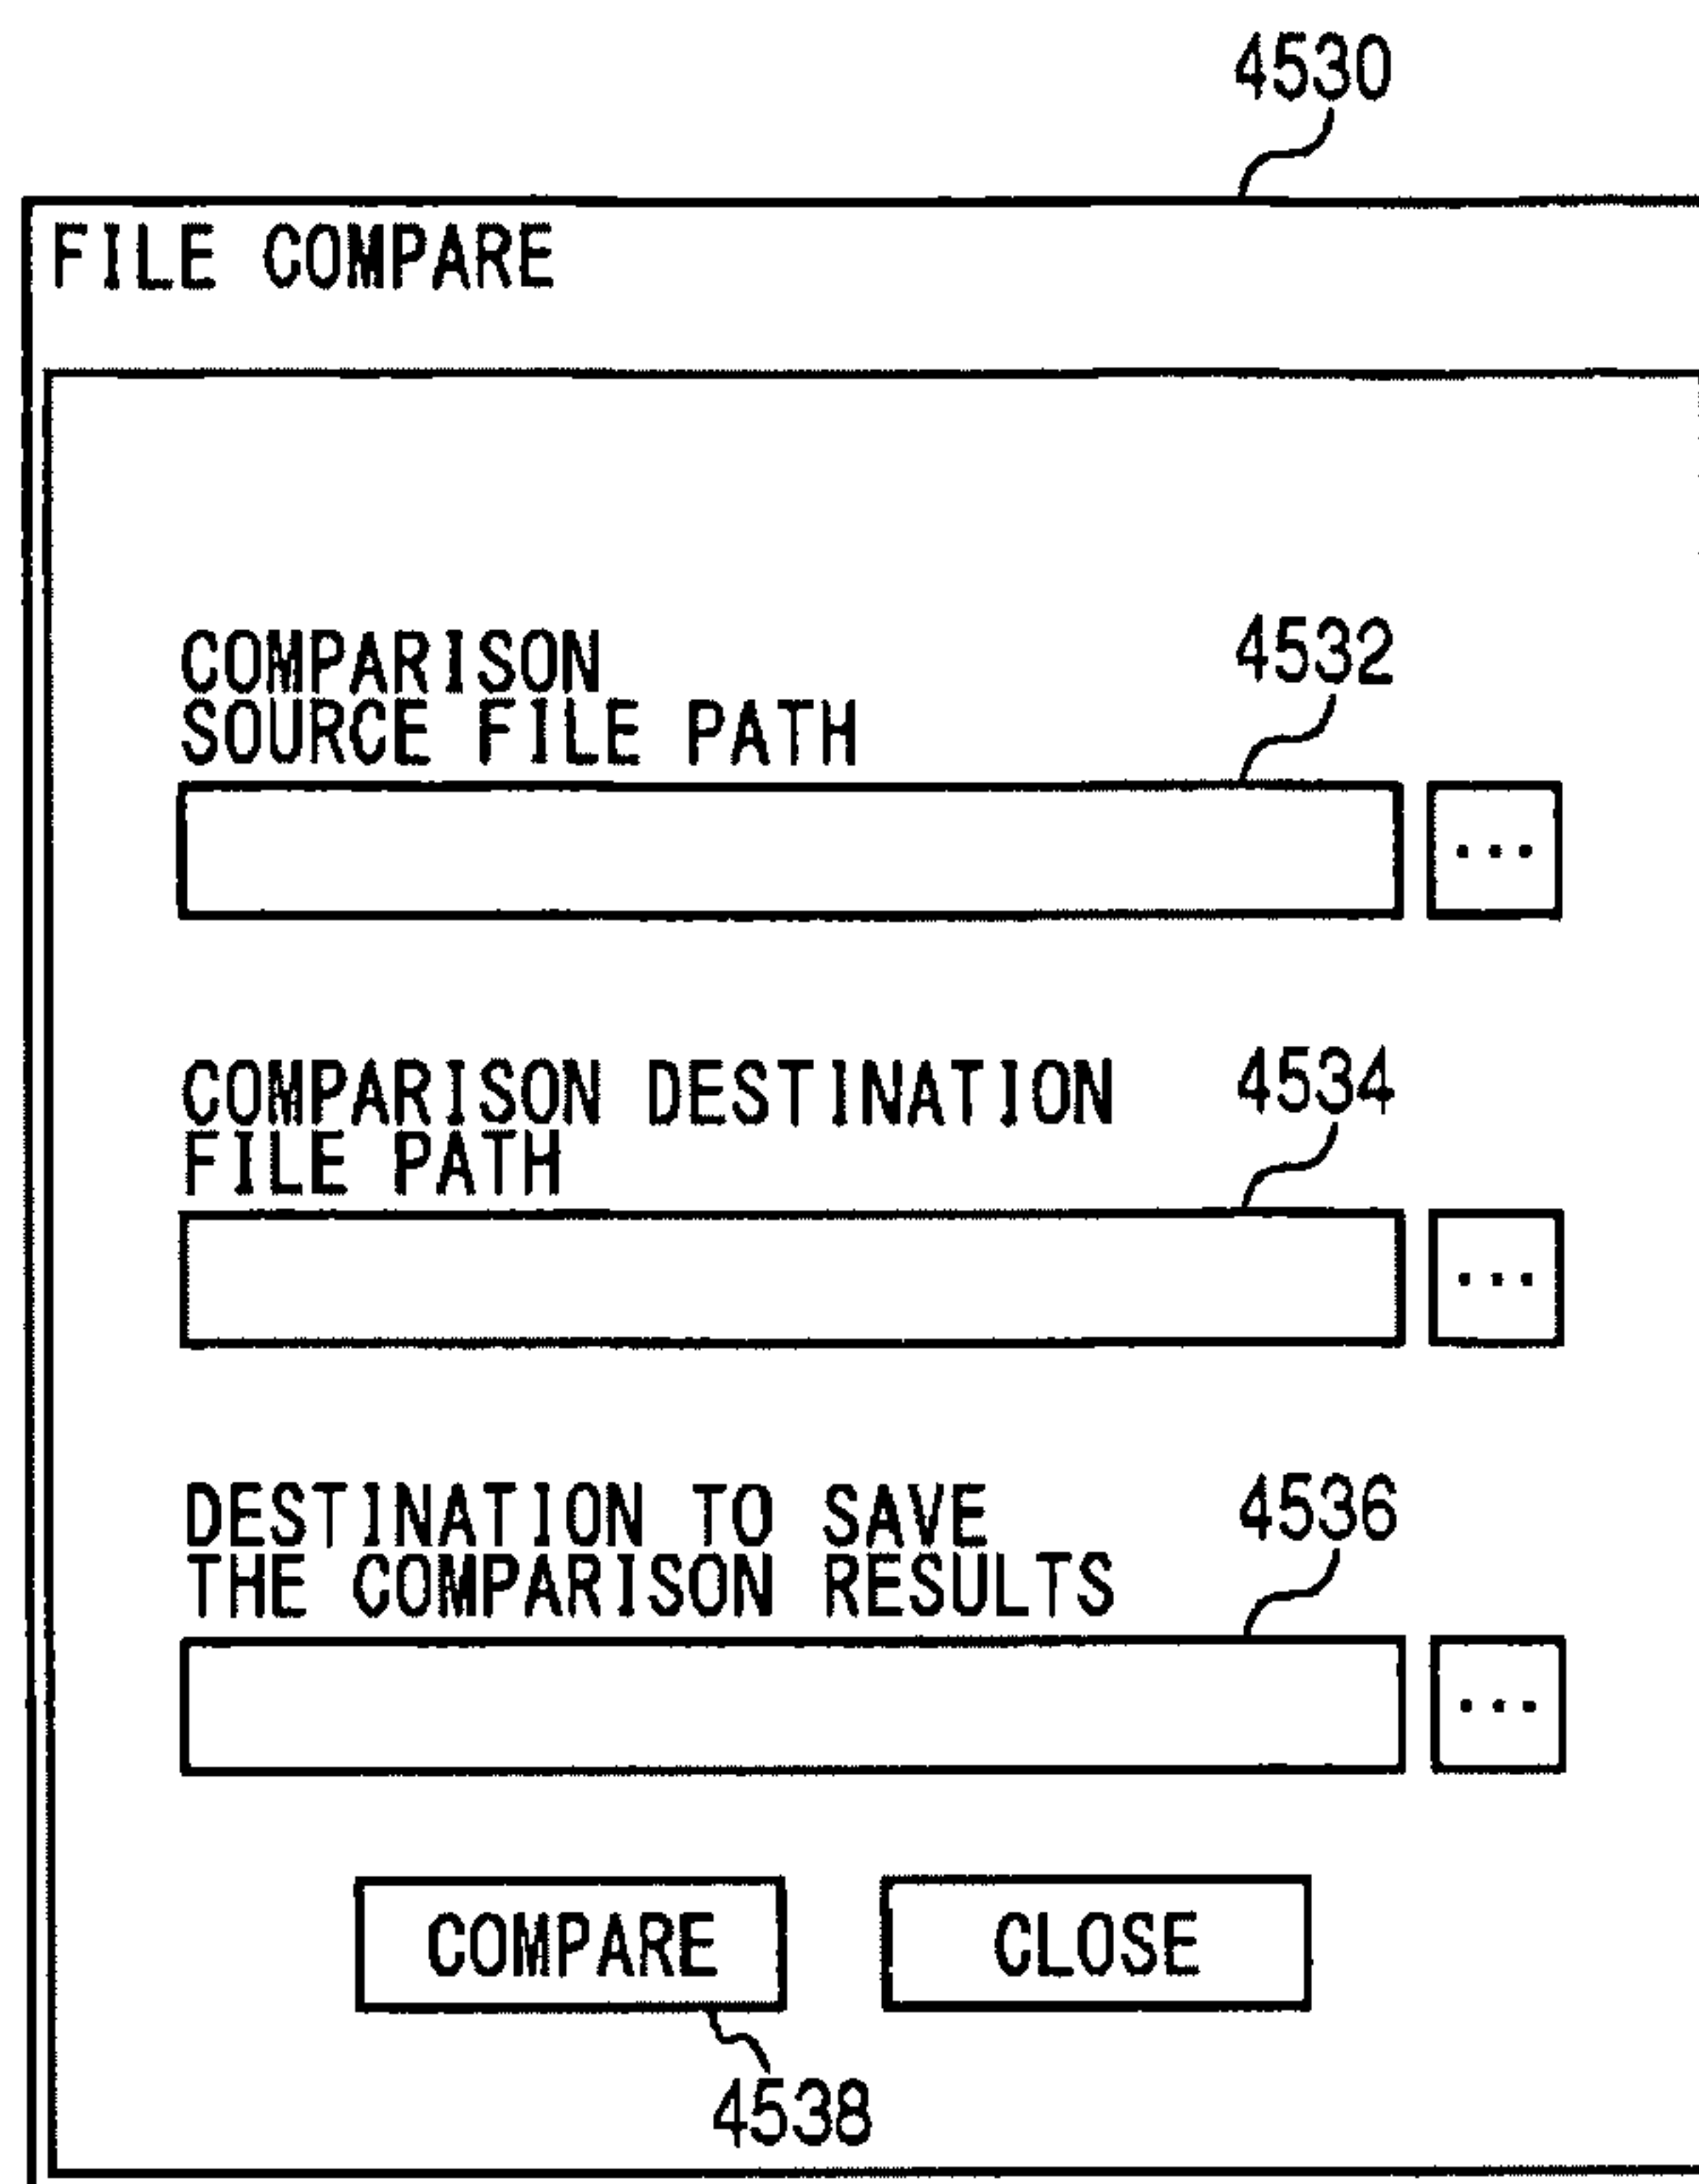 4530
FILE COMPARE
COMPARISON
SOURCE FILE PATH
4532
...
COMPARISON DESTINATION
FILE PATH
4534
...
DESTINATION TO SAVE
THE COMPARISON RESULTS
4536
...
COMPARE
CLOSE
4538